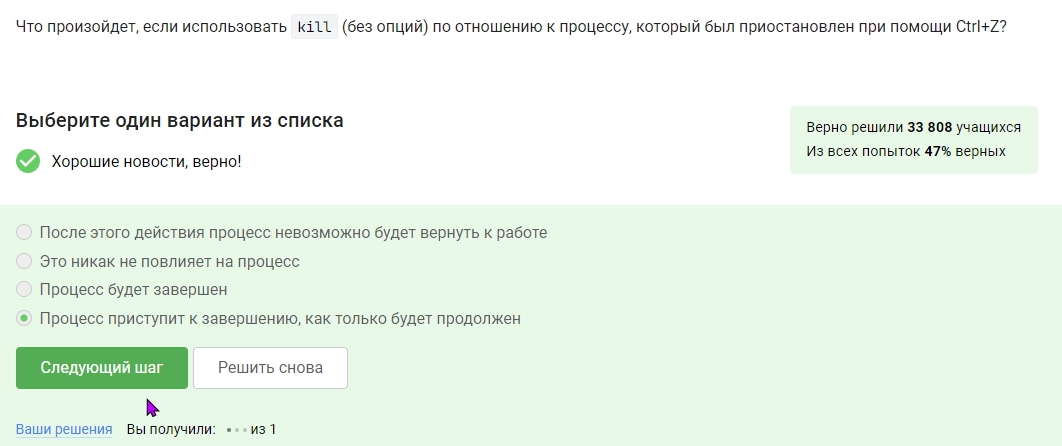 Что произойдет, если использовать kill (без опций) по отношению к процессу, который был приостановлен при помощи Ctrl+Z?
Выберите один вариант из списка
Хорошие новости, верно!
Верно решили 33 808 учащихся
Из всех попыток 47% верных
После этого действия процесс невозможно будет вернуть к работе
Это никак не повлияет на процесс
Процесс будет завершен
Процесс приступит к завершению, как только будет продолжен
Следующий шаг
Решить снова
Ваши решения Вы получили: из 1